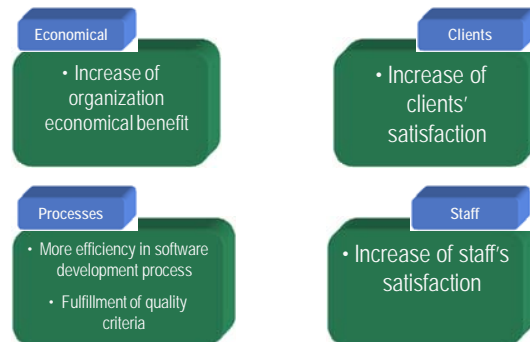 Economical
• Increase of
organization
economical benefit
Clients
• Increase of
clients'
satisfaction
Processes
• More efficiency in software
development process
• Fulfillment of quality
criteria
Staff
• Increase of staff's
satisfaction